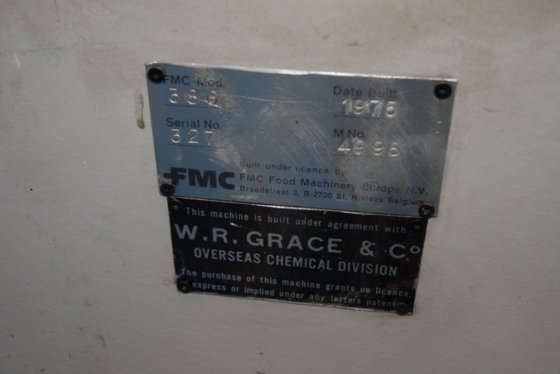 FMC Mod. Date Built
386 1975
Serial No. M No.
327 4996
Built under licence by
FMC FMC Food Machinery Europe N.V.
Breedstraat 3, B-2700 St. Niklaas Belgium
This machine is built under agreement with
W.R. GRACE & Co
OVERSEAS CHEMICAL DIVISION
The purchase of this machine grants no licence
express or implied under any letters patent